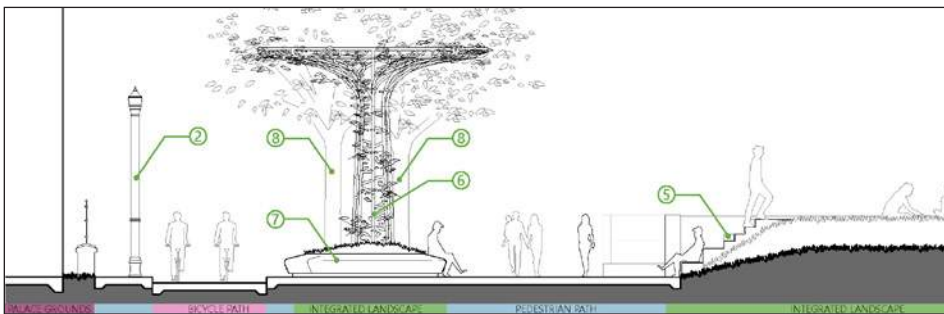 2
8
8
6
5
7
PALACE GROUNDS
BICYCLE PATH
INTEGRATED LANDSCAPE
PEDESTRIAN PATH
INTEGRATED LANDSCAPE